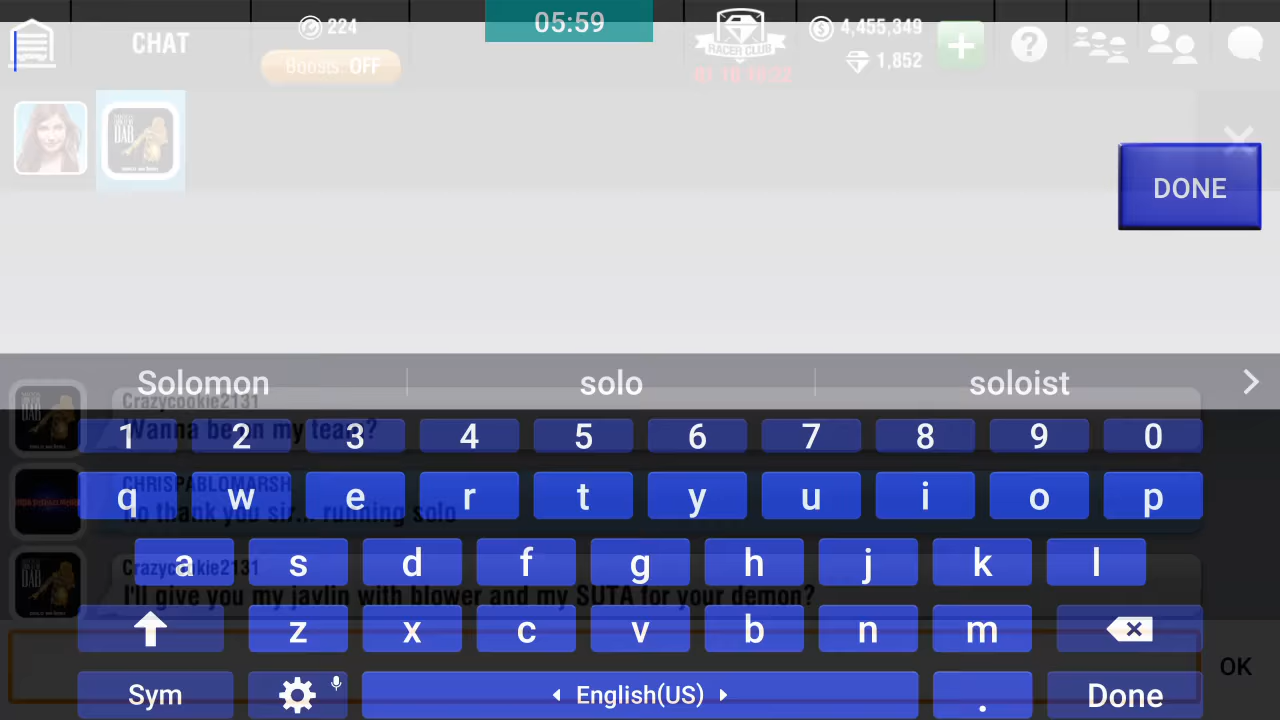 05:59
CHAT
224
Boosts: OFF
RACER CLUB
4,455,349
1,852
?
DAD
DONE
Solomon solo soloist
Crazycookie2131
Wanna be on my team?
1 2 3 4 5 6 7 8 9 0
CHRISPABLOMARSH
no thank you sir... running solo
q w e r t y u i o p
Crazycookie2131
I'll give you my javlin with blower and my SUTA for your demon?
a s d f g h j k l
z x c v b n m
OK
Sym English(US) . Done